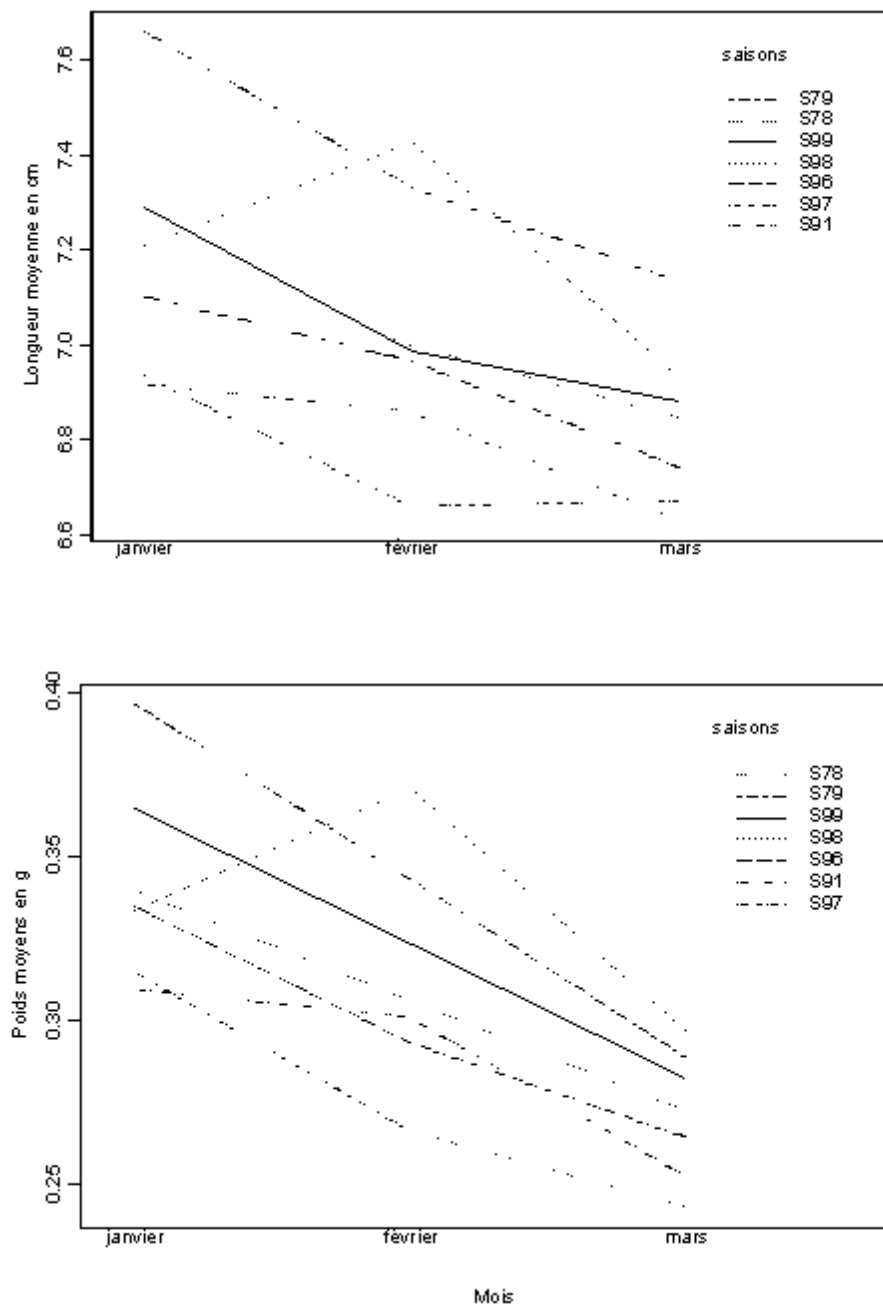 Longueur moyenne en cm
7.6
7.4
7.2
7.0
6.8
6.6
saisons
S79
S78
S99
S98
S96
S97
S91
janvier février mars
Poids moyens en g
0.40
0.35
0.30
0.25
saisons
S78
S79
S99
S98
S96
S91
S97
janvier février mars
Mois